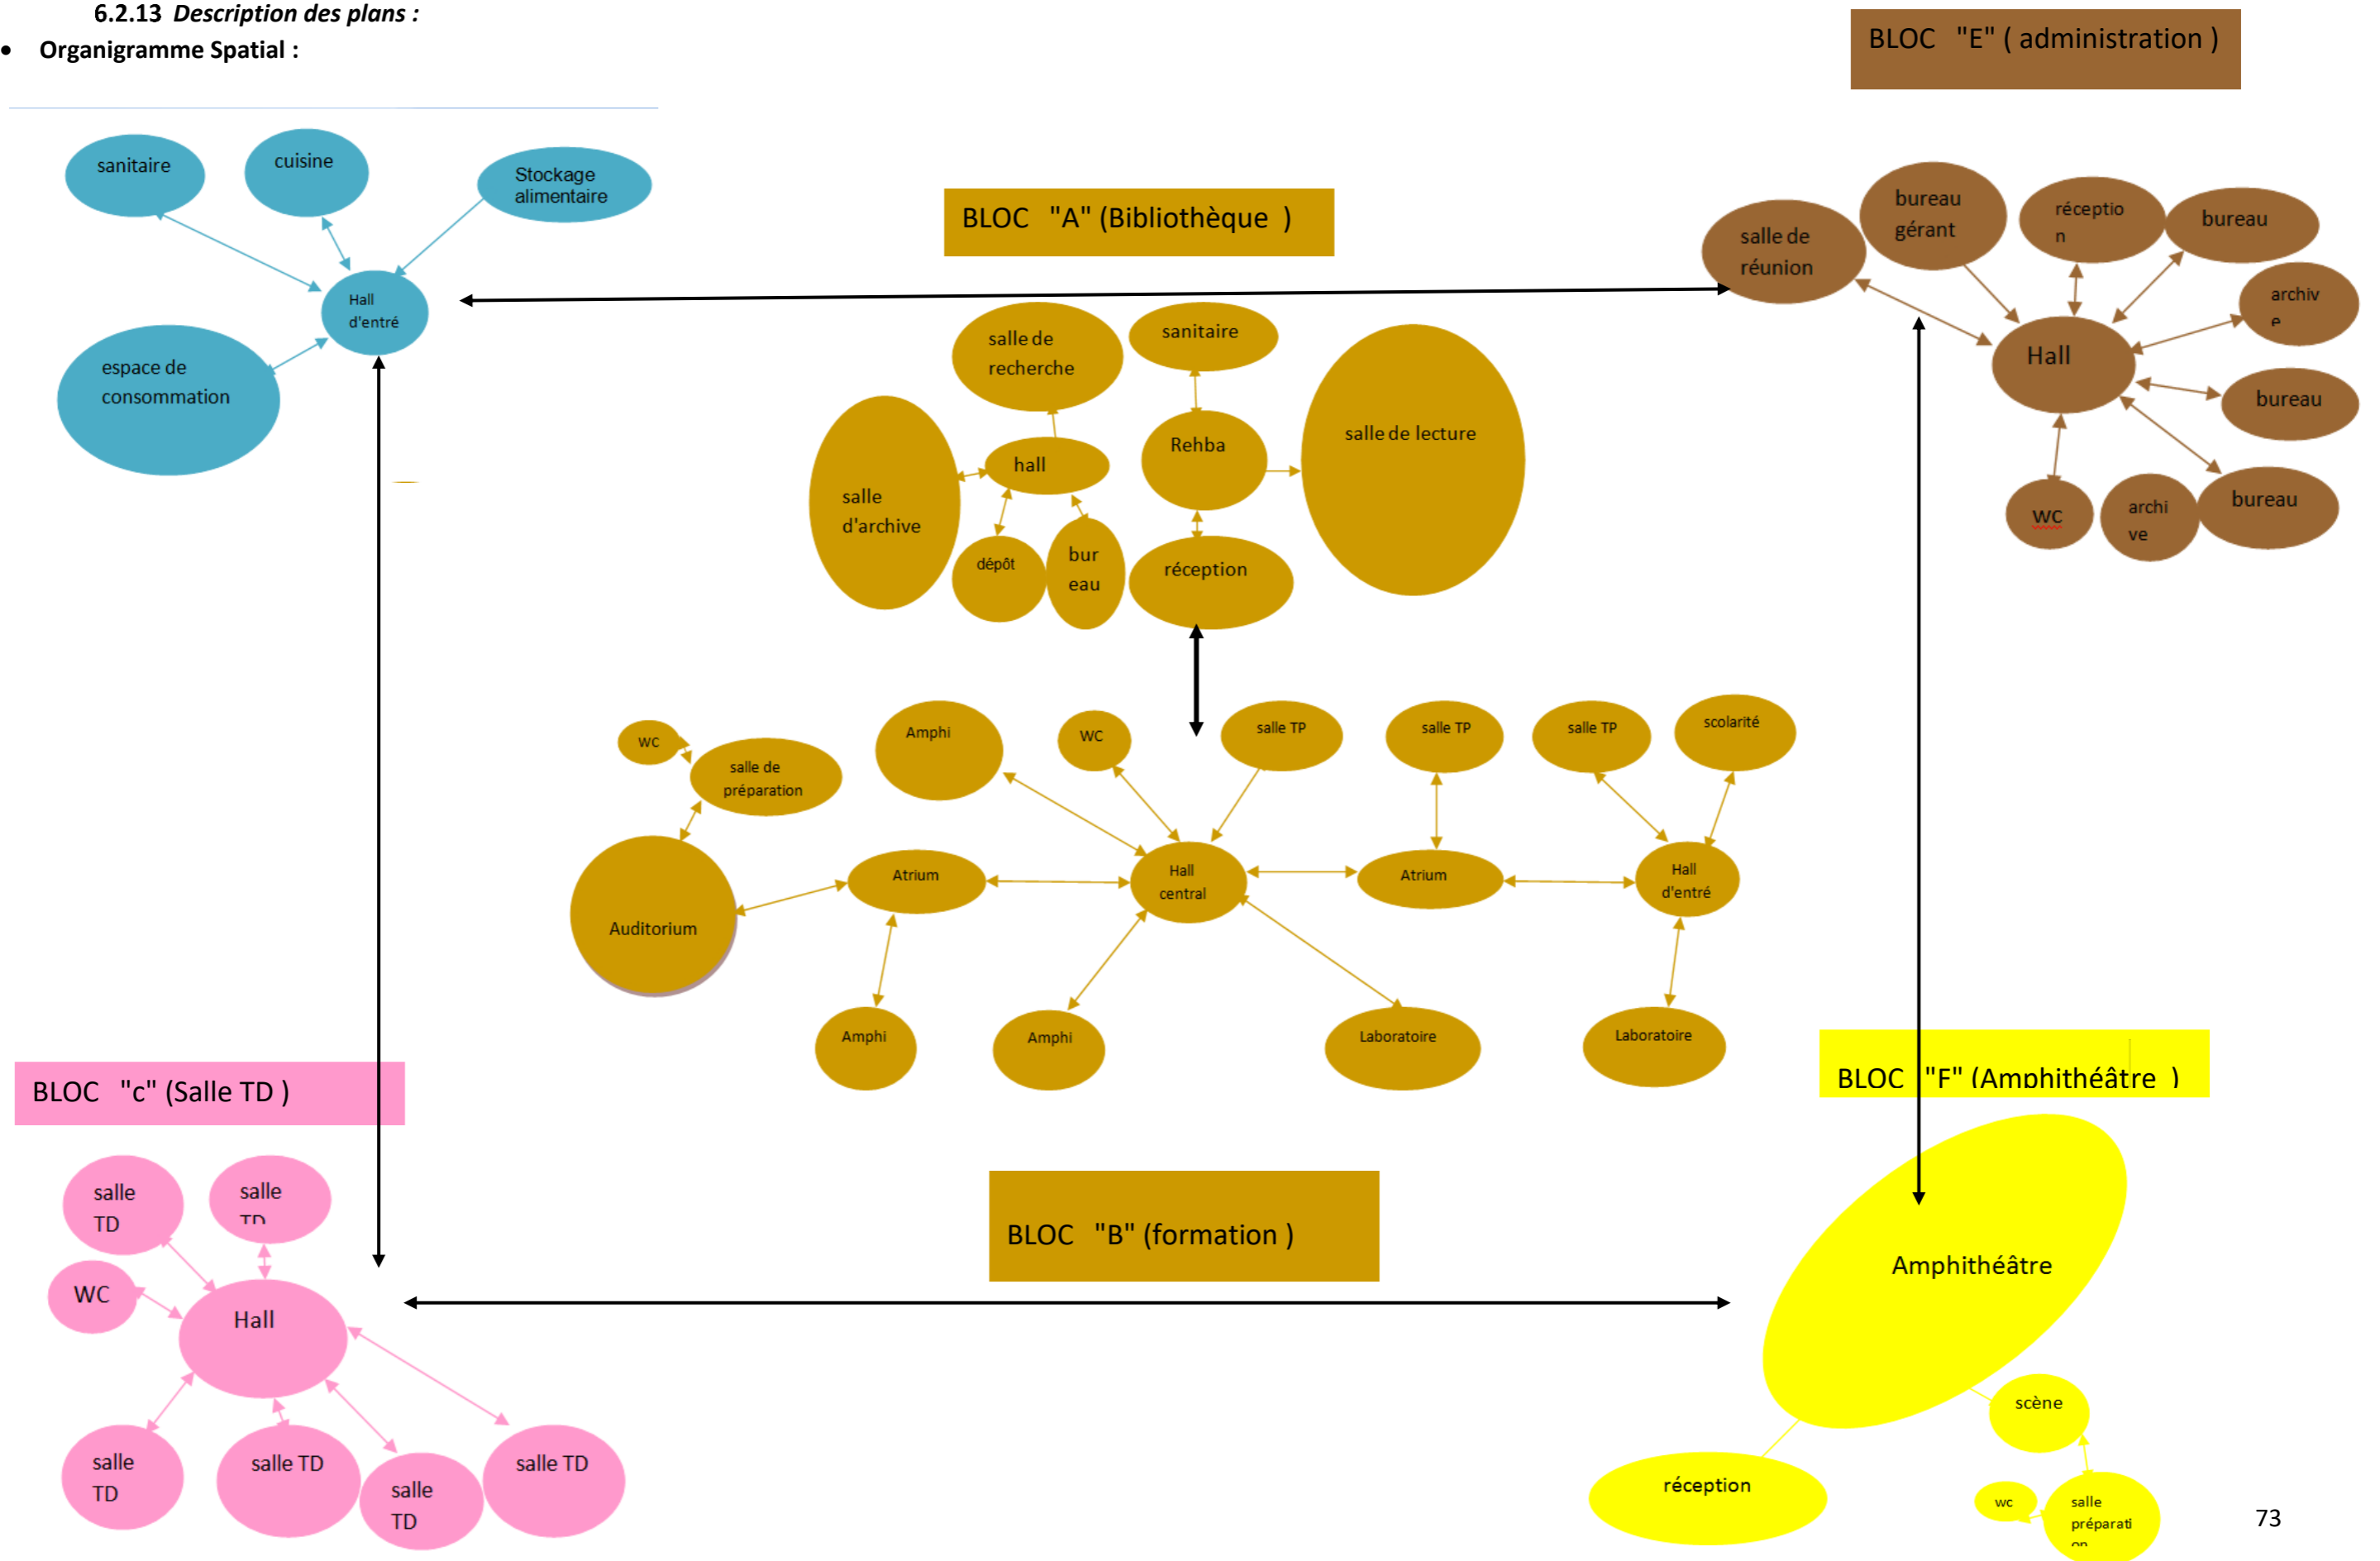 6.2.13 Description des plans :
• Organigramme Spatial :
BLOC "E" ( administration )
sanitaire
cuisine
Stockage
alimentaire
Hall
d'entré
espace de
consommation
BLOC "A" (Bibliothèque )
salle de
recherche
sanitaire
salle de lecture
Rehba
hall
salle
d'archive
dépôt
bur
eau
réception
salle de
réunion
bureau
gérant
réceptio
n
bureau
archiv
e
Hall
bureau
bureau
archi
ve
wc
wc
salle de
préparation
Amphi
WC
salle TP
salle TP
salle TP
scolarité
Auditorium
Atrium
Hall
central
Atrium
Hall
d'entré
Amphi
Amphi
Laboratoire
Laboratoire
BLOC "c" (Salle TD )
BLOC "F" (Amphithéâtre )
salle
TD
salle
TD
WC
Hall
salle
TD
salle TD
salle
TD
salle TD
BLOC "B" (formation )
Amphithéâtre
scène
réception
wc
salle
préparati
on
73